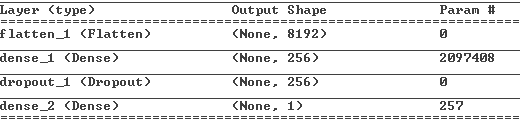 Layer (type) Output Shape Param #
flatten_1 (Flatten) (None, 8192) 0
dense_1 (Dense) (None, 256) 2097408
dropout_1 (Dropout) (None, 256) 0
dense_2 (Dense) (None, 1) 257